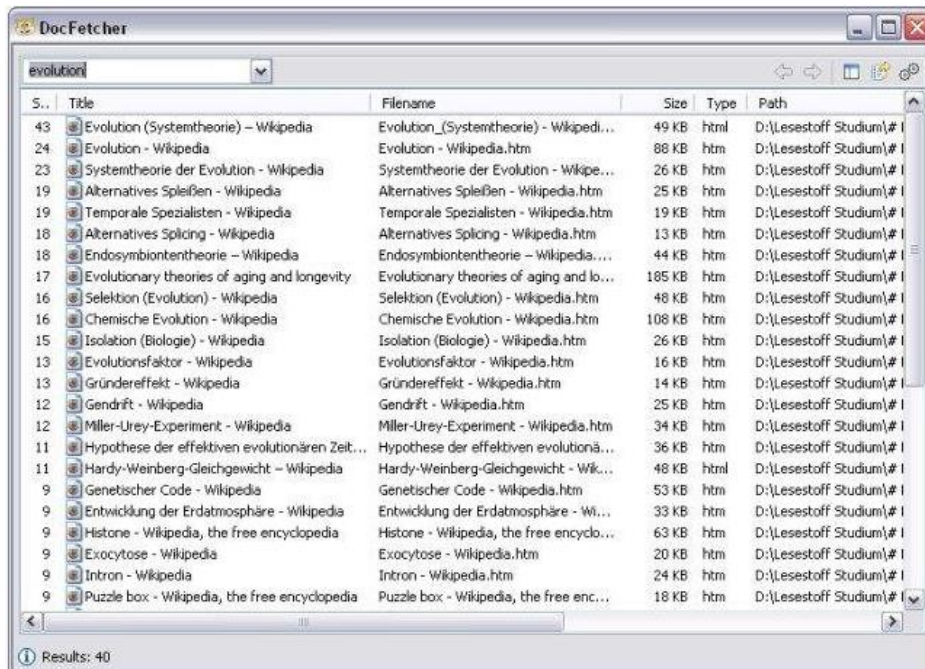 DocFetcher
evolution
S.. Title Filename Size Type Path
43 Evolution (Systemtheorie) – Wikipedia Evolution_(Systemtheorie) - Wikipedi... 49 KB html D:\Lesestoff Studium\#
24 Evolution - Wikipedia Evolution - Wikipedia.htm 88 KB htm D:\Lesestoff Studium\#
23 Systemtheorie der Evolution - Wikipedia Systemtheorie der Evolution - Wikipe... 26 KB htm D:\Lesestoff Studium\#
19 Alternatives Spleißen - Wikipedia Alternatives Spleißen - Wikipedia.htm 25 KB htm D:\Lesestoff Studium\#
19 Temporale Spezialisten - Wikipedia Temporale Spezialisten - Wikipedia.htm 19 KB htm D:\Lesestoff Studium\#
18 Alternatives Splicing - Wikipedia Alternatives Splicing - Wikipedia.htm 13 KB htm D:\Lesestoff Studium\#
18 Endosymbiontentheorie – Wikipedia Endosymbiontentheorie – Wikipedia.... 44 KB htm D:\Lesestoff Studium\#
17 Evolutionary theories of aging and longevity Evolutionary theories of aging and lo... 185 KB htm D:\Lesestoff Studium\#
16 Selektion (Evolution) - Wikipedia Selektion (Evolution) - Wikipedia.htm 48 KB htm D:\Lesestoff Studium\#
16 Chemische Evolution - Wikipedia Chemische Evolution - Wikipedia.htm 108 KB htm D:\Lesestoff Studium\#
15 Isolation (Biologie) - Wikipedia Isolation (Biologie) - Wikipedia.htm 26 KB htm D:\Lesestoff Studium\#
13 Evolutionsfaktor - Wikipedia Evolutionsfaktor - Wikipedia.htm 16 KB htm D:\Lesestoff Studium\#
13 Gründereffekt - Wikipedia Gründereffekt - Wikipedia.htm 14 KB htm D:\Lesestoff Studium\#
12 Gendrift - Wikipedia Gendrift - Wikipedia.htm 25 KB htm D:\Lesestoff Studium\#
12 Miller-Urey-Experiment - Wikipedia Miller-Urey-Experiment - Wikipedia.htm 34 KB htm D:\Lesestoff Studium\#
11 Hypothese der effektiven evolutionären Zeit... Hypothese der effektiven evolutionä... 36 KB htm D:\Lesestoff Studium\#
11 Hardy-Weinberg-Gleichgewicht – Wikipedia Hardy-Weinberg-Gleichgewicht - Wik... 48 KB html D:\Lesestoff Studium\#
9 Genetischer Code - Wikipedia Genetischer Code - Wikipedia.htm 53 KB htm D:\Lesestoff Studium\#
9 Entwicklung der Erdatmosphäre - Wikipedia Entwicklung der Erdatmosphäre - Wi... 33 KB htm D:\Lesestoff Studium\#
9 Histone - Wikipedia, the free encyclopedia Histone - Wikipedia, the free encyclo... 63 KB htm D:\Lesestoff Studium\#
9 Exocytose - Wikipedia Exocytose - Wikipedia.htm 20 KB htm D:\Lesestoff Studium\#
9 Intron - Wikipedia Intron - Wikipedia.htm 24 KB htm D:\Lesestoff Studium\#
9 Puzzle box - Wikipedia, the free encyclopedia Puzzle box - Wikipedia, the free enc... 18 KB htm D:\Lesestoff Studium\#
Results: 40